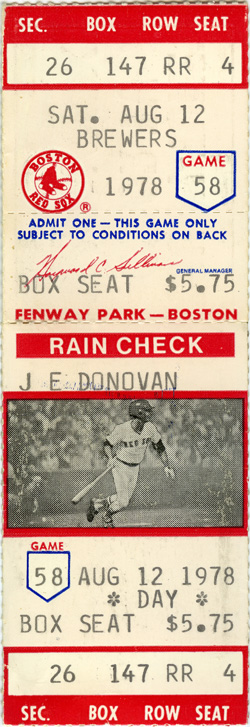 SEC. BOX ROW SEAT
26 147 RR 4
SAT. AUG 12
BREWERS
BOSTON
RED SOX
®
1978
GAME
58
ADMIT ONE — THIS GAME ONLY
SUBJECT TO CONDITIONS ON BACK
Haywood C Sullivan
GENERAL MANAGER
BOX SEAT $5.75
FENWAY PARK — BOSTON
RAIN CHECK
J E DONOVAN
RED SOX
GAME
58 AUG 12 1978
* DAY *
BOX SEAT $5.75
26 147 RR 4
SEC. BOX ROW SEAT